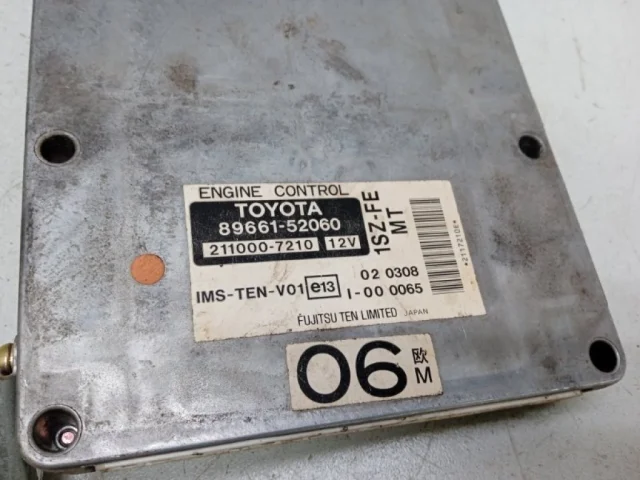 ENGINE CONTROL
TOYOTA
89661-52060
211000-7210 12V
1SZ-FE
MT
*2117210E*
IMS-TEN-V01 e13 02 0308
I-00 0065
FUJITSU TEN LIMITED JAPAN
06 欧
M